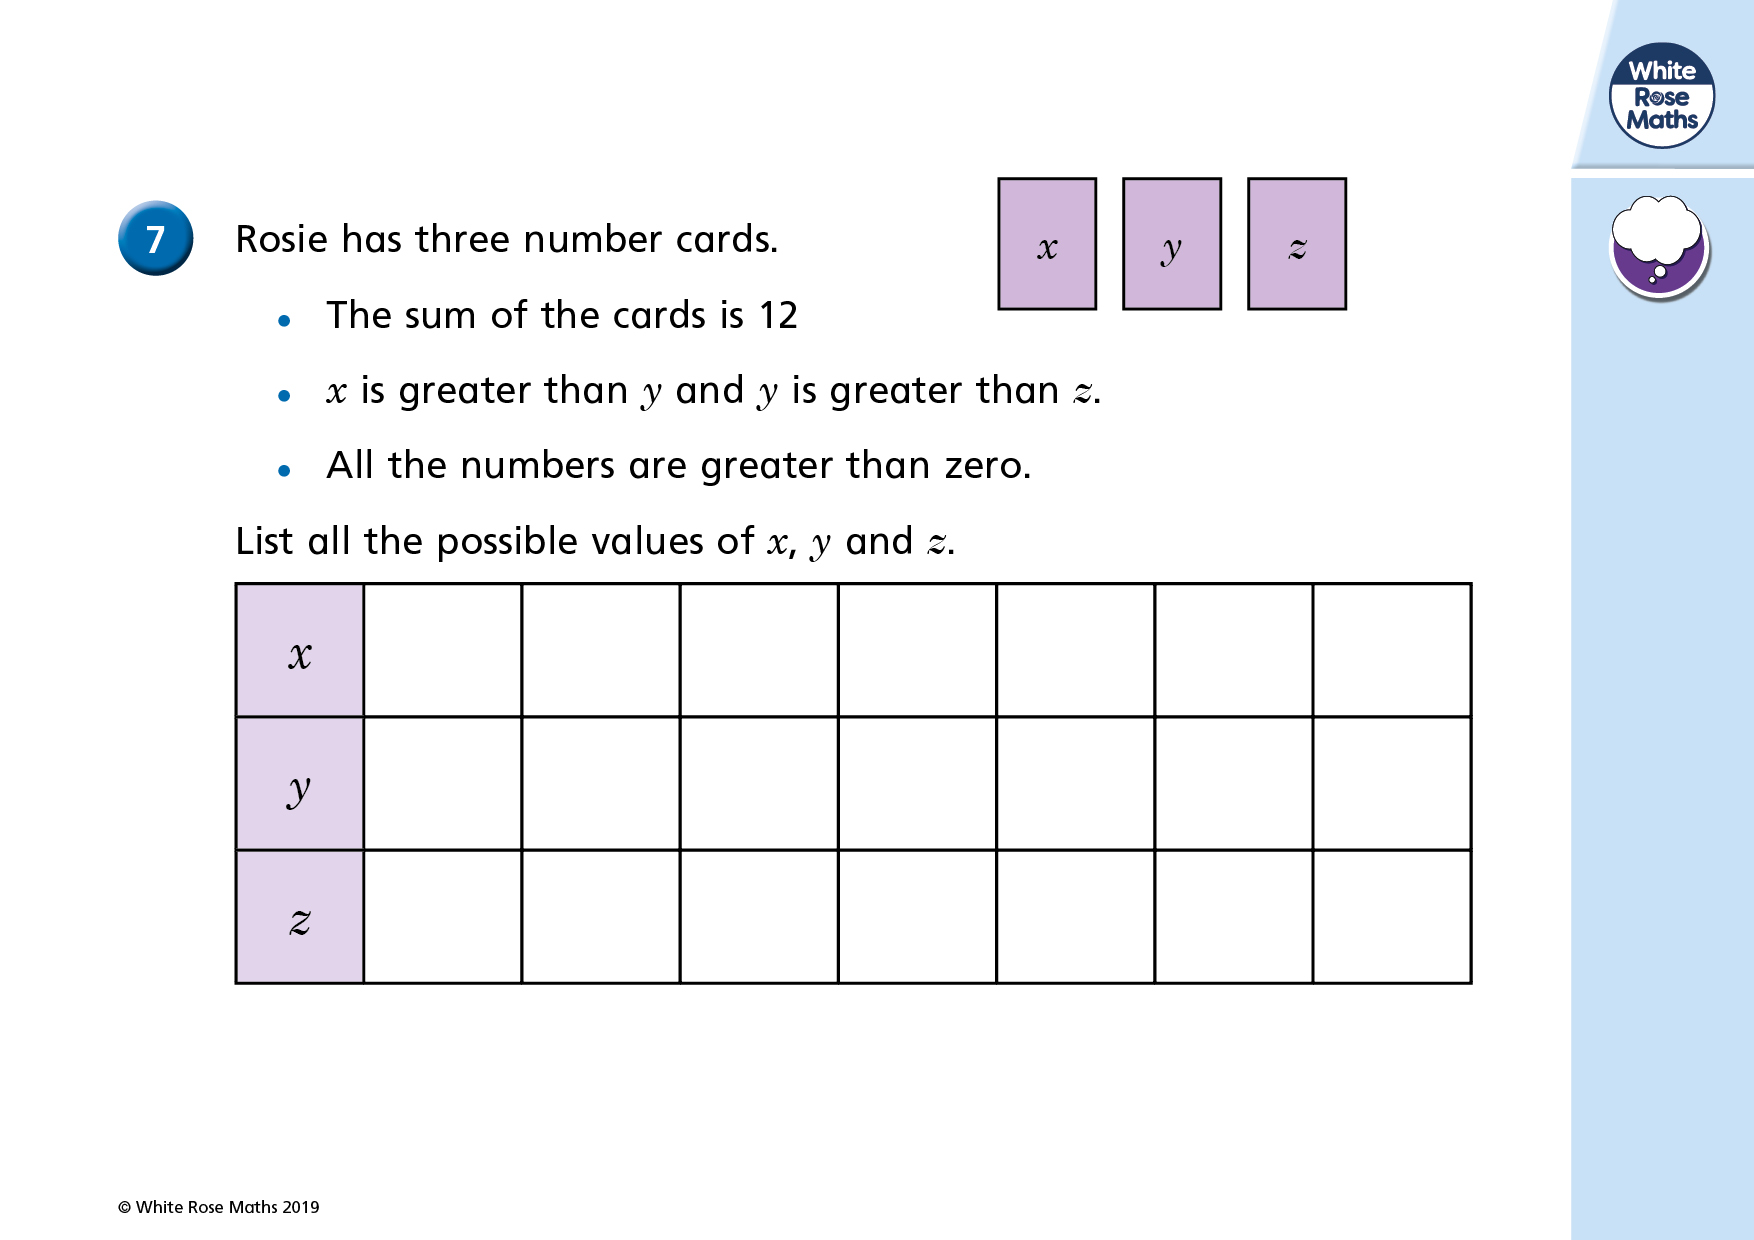 White
Rose
Maths
x y z
7 Rosie has three number cards.
• The sum of the cards is 12
• x is greater than y and y is greater than z.
• All the numbers are greater than zero.
List all the possible values of x, y and z.
x
y
z
© White Rose Maths 2019